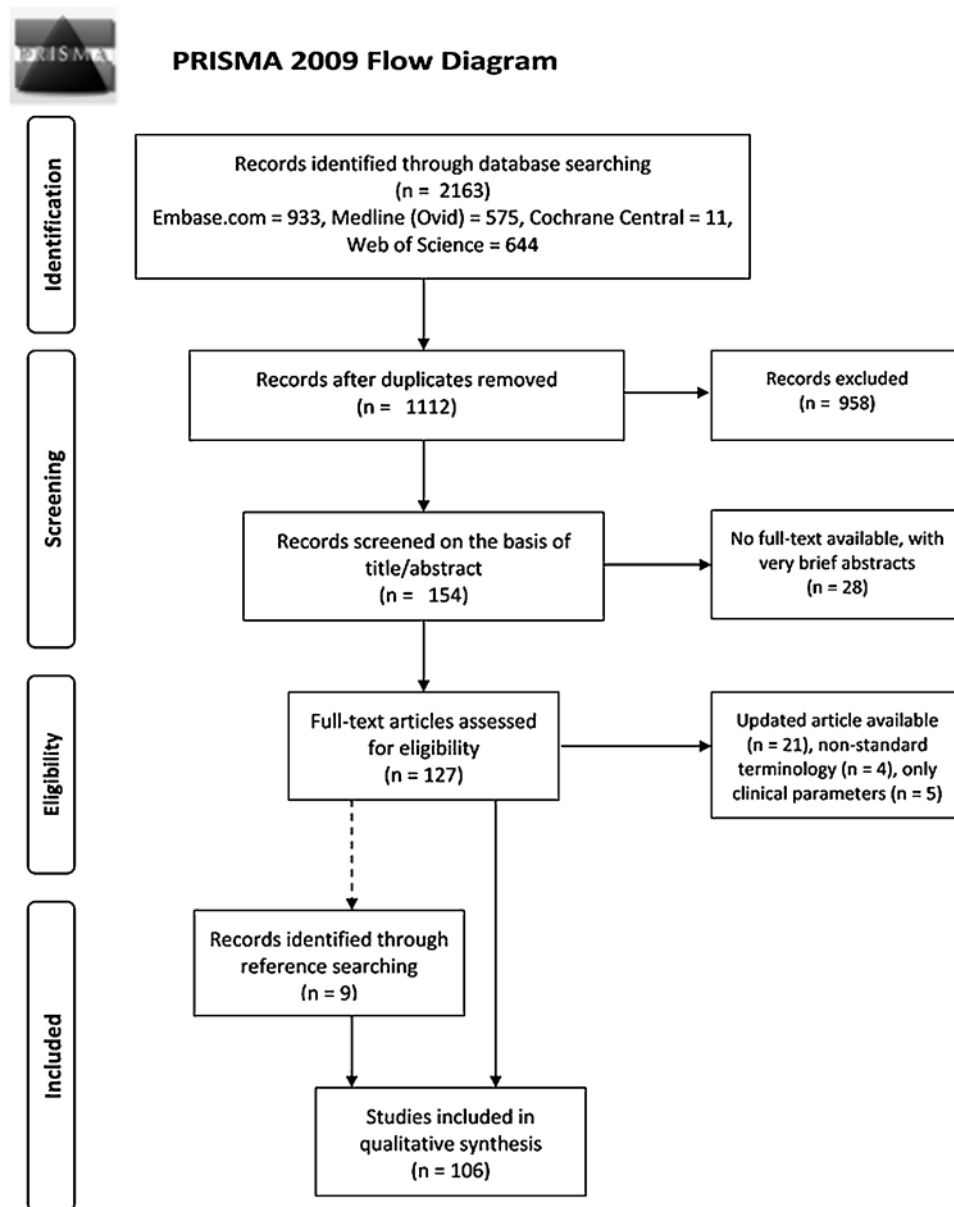 PRISMA
PRISMA 2009 Flow Diagram
Identification
Records identified through database searching
(n = 2163)
Embase.com = 933, Medline (Ovid) = 575, Cochrane Central = 11,
Web of Science = 644
Screening
Records after duplicates removed
(n = 1112)
Records excluded
(n = 958)
Records screened on the basis of
title/abstract
(n = 154)
No full-text available, with
very brief abstracts
(n = 28)
Eligibility
Full-text articles assessed
for eligibility
(n = 127)
Updated article available
(n = 21), non-standard
terminology (n = 4), only
clinical parameters (n = 5)
Included
Records identified through
reference searching
(n = 9)
Studies included in
qualitative synthesis
(n = 106)